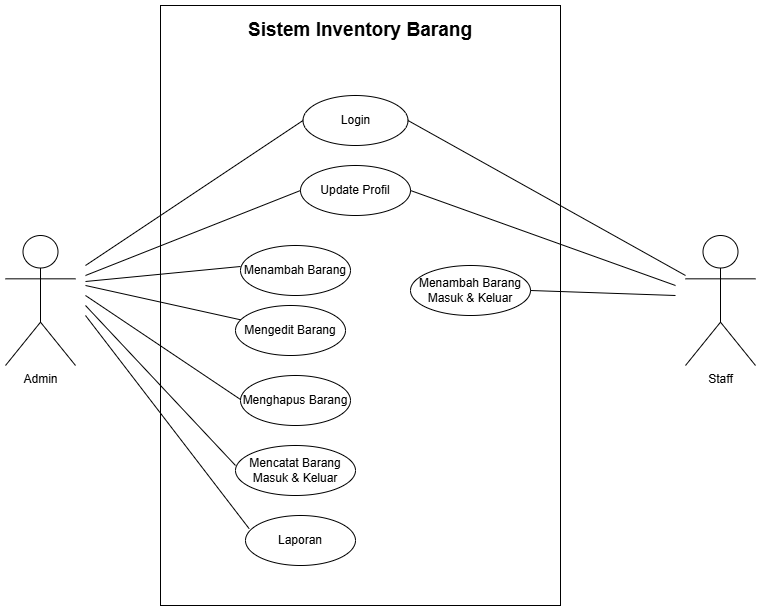 Sistem Inventory Barang
Login
Update Profil
Menambah Barang
Menambah Barang
Masuk & Keluar
Mengedit Barang
Admin
Staff
Menghapus Barang
Mencatat Barang
Masuk & Keluar
Laporan